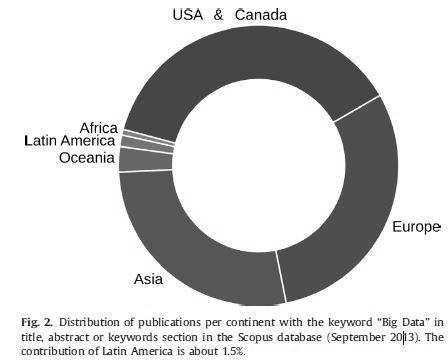 USA & Canada
Africa
Latin America
Oceania
Europe
Asia
Fig. 2. Distribution of publications per continent with the keyword “Big Data” in
title, abstract or keywords section in the Scopus database (September 2013). The
contribution of Latin America is about 1.5%.